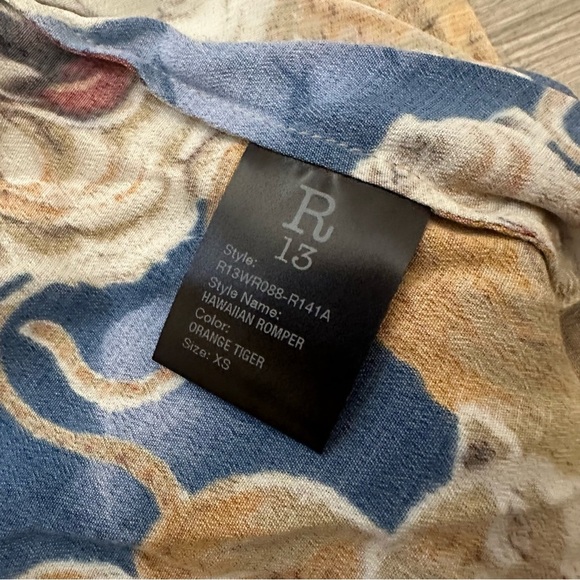 R
13
Style:
R13WR088-R141A
Style Name:
HAWAIIAN ROMPER
Color:
ORANGE TIGER
Size: XS